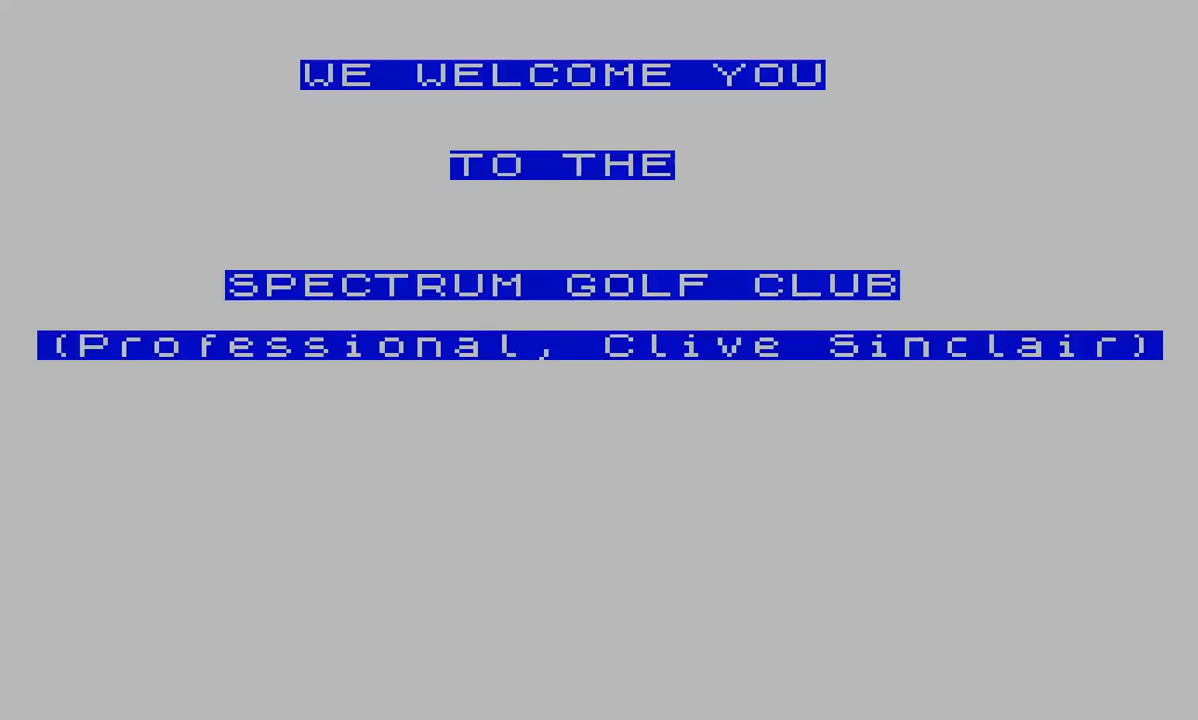 WE WELCOME YOU
TO THE
SPECTRUM GOLF CLUB
(Professional, Clive Sinclair)